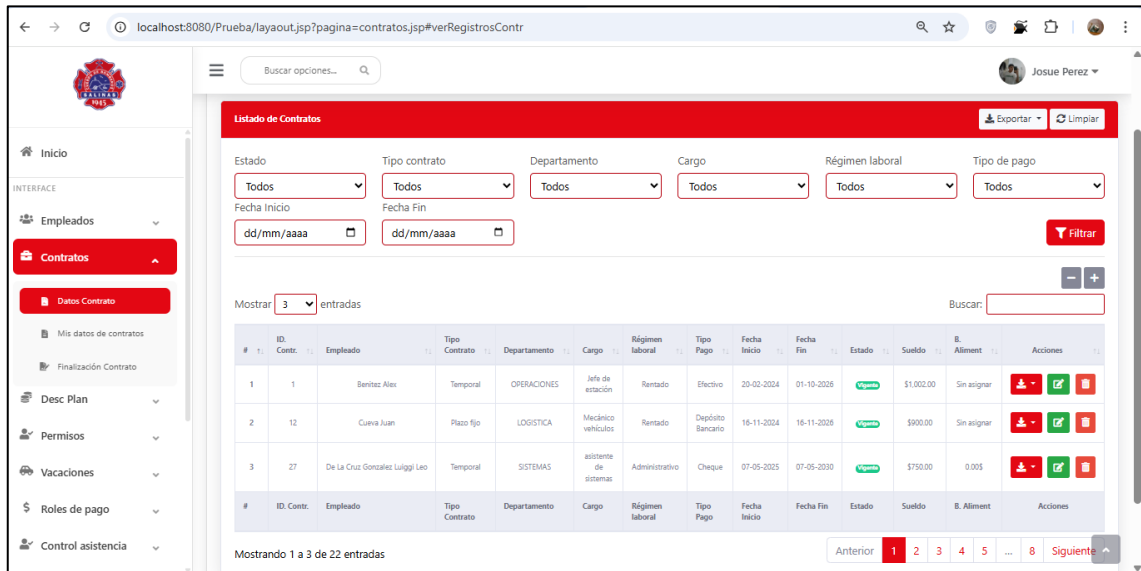 localhost:8080/Prueba/layaout.jsp?pagina=contratos.jsp#verRegistrosContr
SALINAS
1945
Buscar opciones...
Josue Perez
Inicio
INTERFACE
Empleados
Contratos
Datos Contrato
Mis datos de contratos
Finalización Contrato
Desc Plan
Permisos
Vacaciones
Roles de pago
Control asistencia
Listado de Contratos Exportar Limpiar
Estado Tipo contrato Departamento Cargo Régimen laboral Tipo de pago
Todos Todos Todos Todos Todos Todos
Fecha Inicio Fecha Fin
dd/mm/aaaa dd/mm/aaaa Filtrar
Mostrar 3 entradas Buscar:
# ID. Contr. Empleado Tipo Contrato Departamento Cargo Régimen laboral Tipo Pago Fecha Inicio Fecha Fin Estado Sueldo B. Aliment Acciones
1 1 Benitez Alex Temporal OPERACIONES Jefe de estación Rentado Efectivo 20-02-2024 01-10-2026 Vigente $1,002.00 Sin asignar
2 12 Cueva Juan Plazo fijo LOGISTICA Mecánico vehículos Rentado Depósito Bancario 16-11-2024 16-11-2026 Vigente $900.00 Sin asignar
3 27 De La Cruz Gonzalez Luiggi Leo Temporal SISTEMAS asistente de sistemas Administrativo Cheque 07-05-2025 07-05-2030 Vigente $750.00 0.00$
# ID. Contr. Empleado Tipo Contrato Departamento Cargo Régimen laboral Tipo Pago Fecha Inicio Fecha Fin Estado Sueldo B. Aliment Acciones
Mostrando 1 a 3 de 22 entradas Anterior 1 2 3 4 5 ... 8 Siguiente